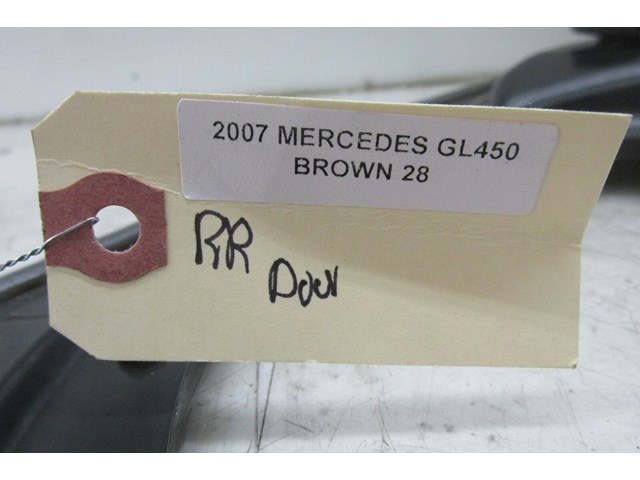 2007 MERCEDES GL450
BROWN 28
RR
Door